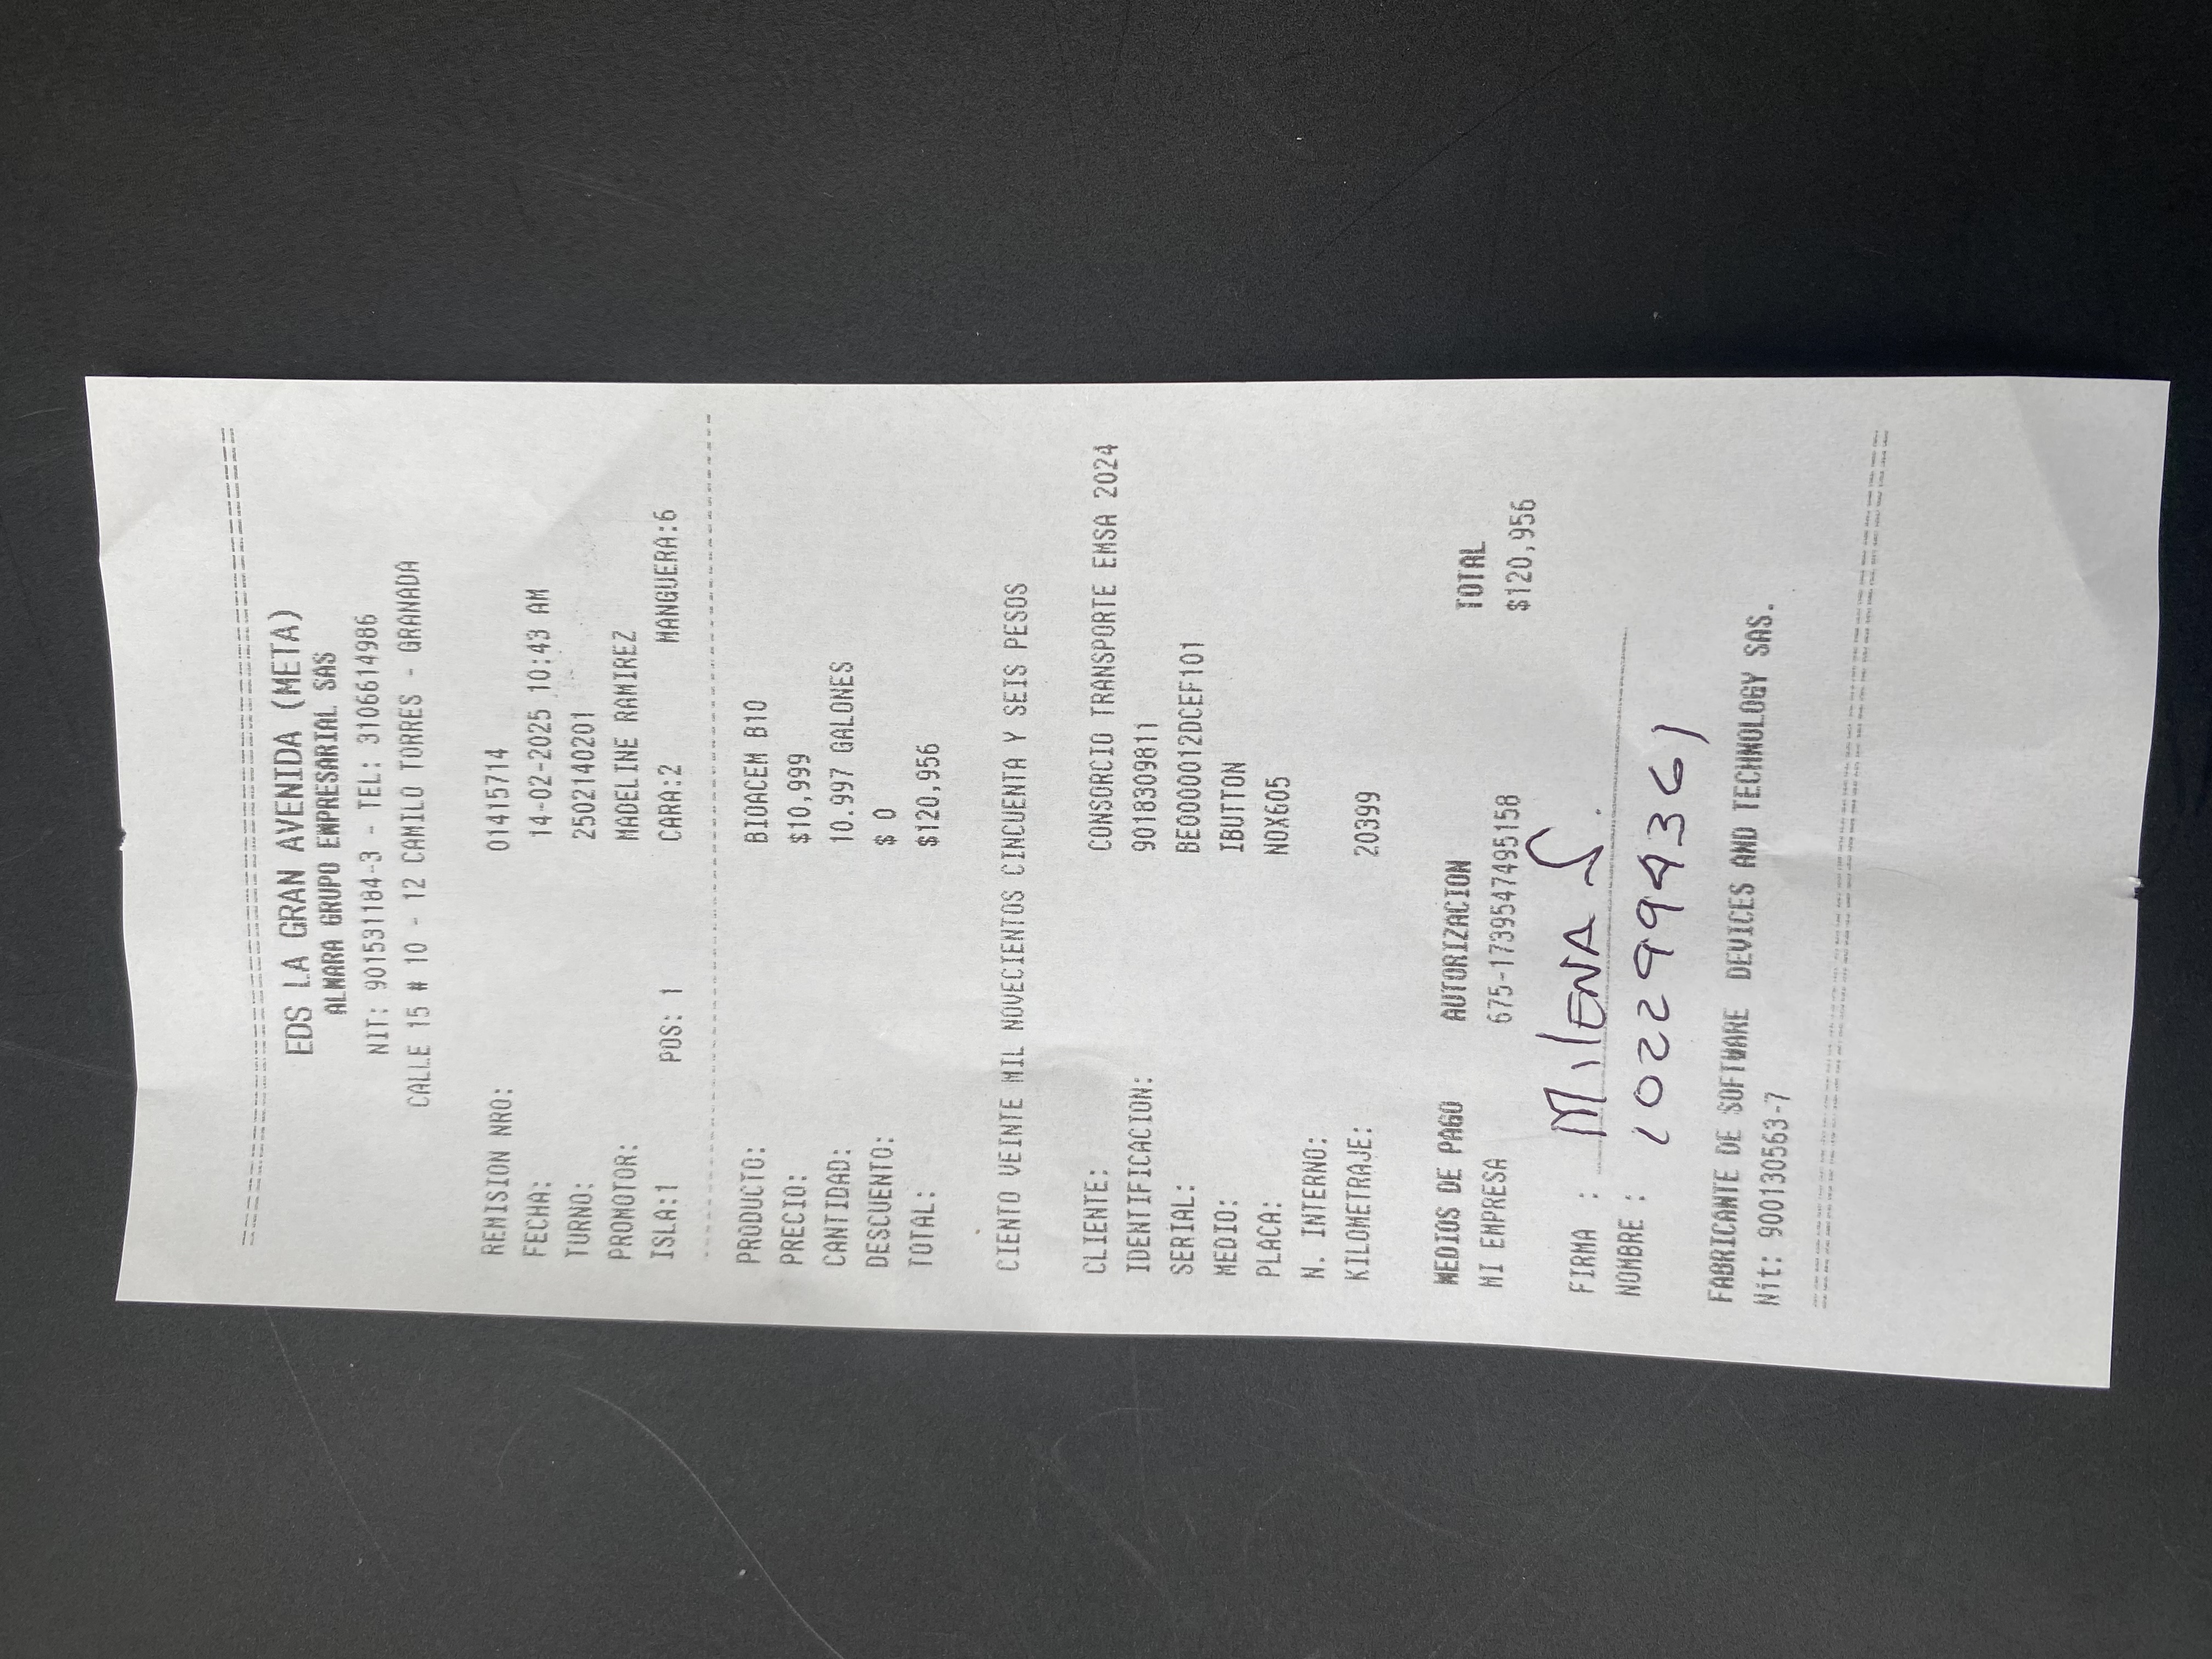 EDS LA GRAN AVENIDA (META)
ALMARA GRUPO EMPRESARIAL SAS
NIT: 901531184-3 - TEL: 3106614986
CALLE 15 # 10 - 12 CAMILO TORRES - GRANADA
REMISION NRO: 01415714
FECHA: 14-02-2025 10:43 AM
TURNO: 2502140201
PROMOTOR: MADELINE RAMIREZ
ISLA:1 POS: 1 CARA:2 MANGUERA:6
PRODUCTO: BIOACEM B10
PRECIO: $10,999
CANTIDAD: 10.997 GALONES
DESCUENTO: $ 0
TOTAL: $120,956
CIENTO VEINTE MIL NOVECIENTOS CINCUENTA Y SEIS PESOS
CLIENTE: CONSORCIO TRANSPORTE EMSA 2024
IDENTIFICACION: 9018309811
SERIAL: BE0000012DCEF101
MEDIO: IBUTTON
PLACA: NOX605
N. INTERNO:
KILOMETRAJE: 20399
MEDIOS DE PAGO AUTORIZACION TOTAL
MI EMPRESA 675-1739547495158 $120,956
FIRMA : MilENA S.
NOMBRE : 1022994361
FABRICANTE DE SOFTWARE DEVICES AND TECHNOLOGY SAS.
Nit: 900130563-7